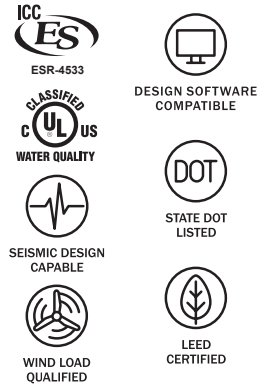 ICC
ES
ESR-4533
CLASSIFIED
C UL US
®
WATER QUALITY
SEISMIC DESIGN
CAPABLE
WIND LOAD
QUALIFIED
DESIGN SOFTWARE
COMPATIBLE
DOT
STATE DOT
LISTED
LEED
CERTIFIED